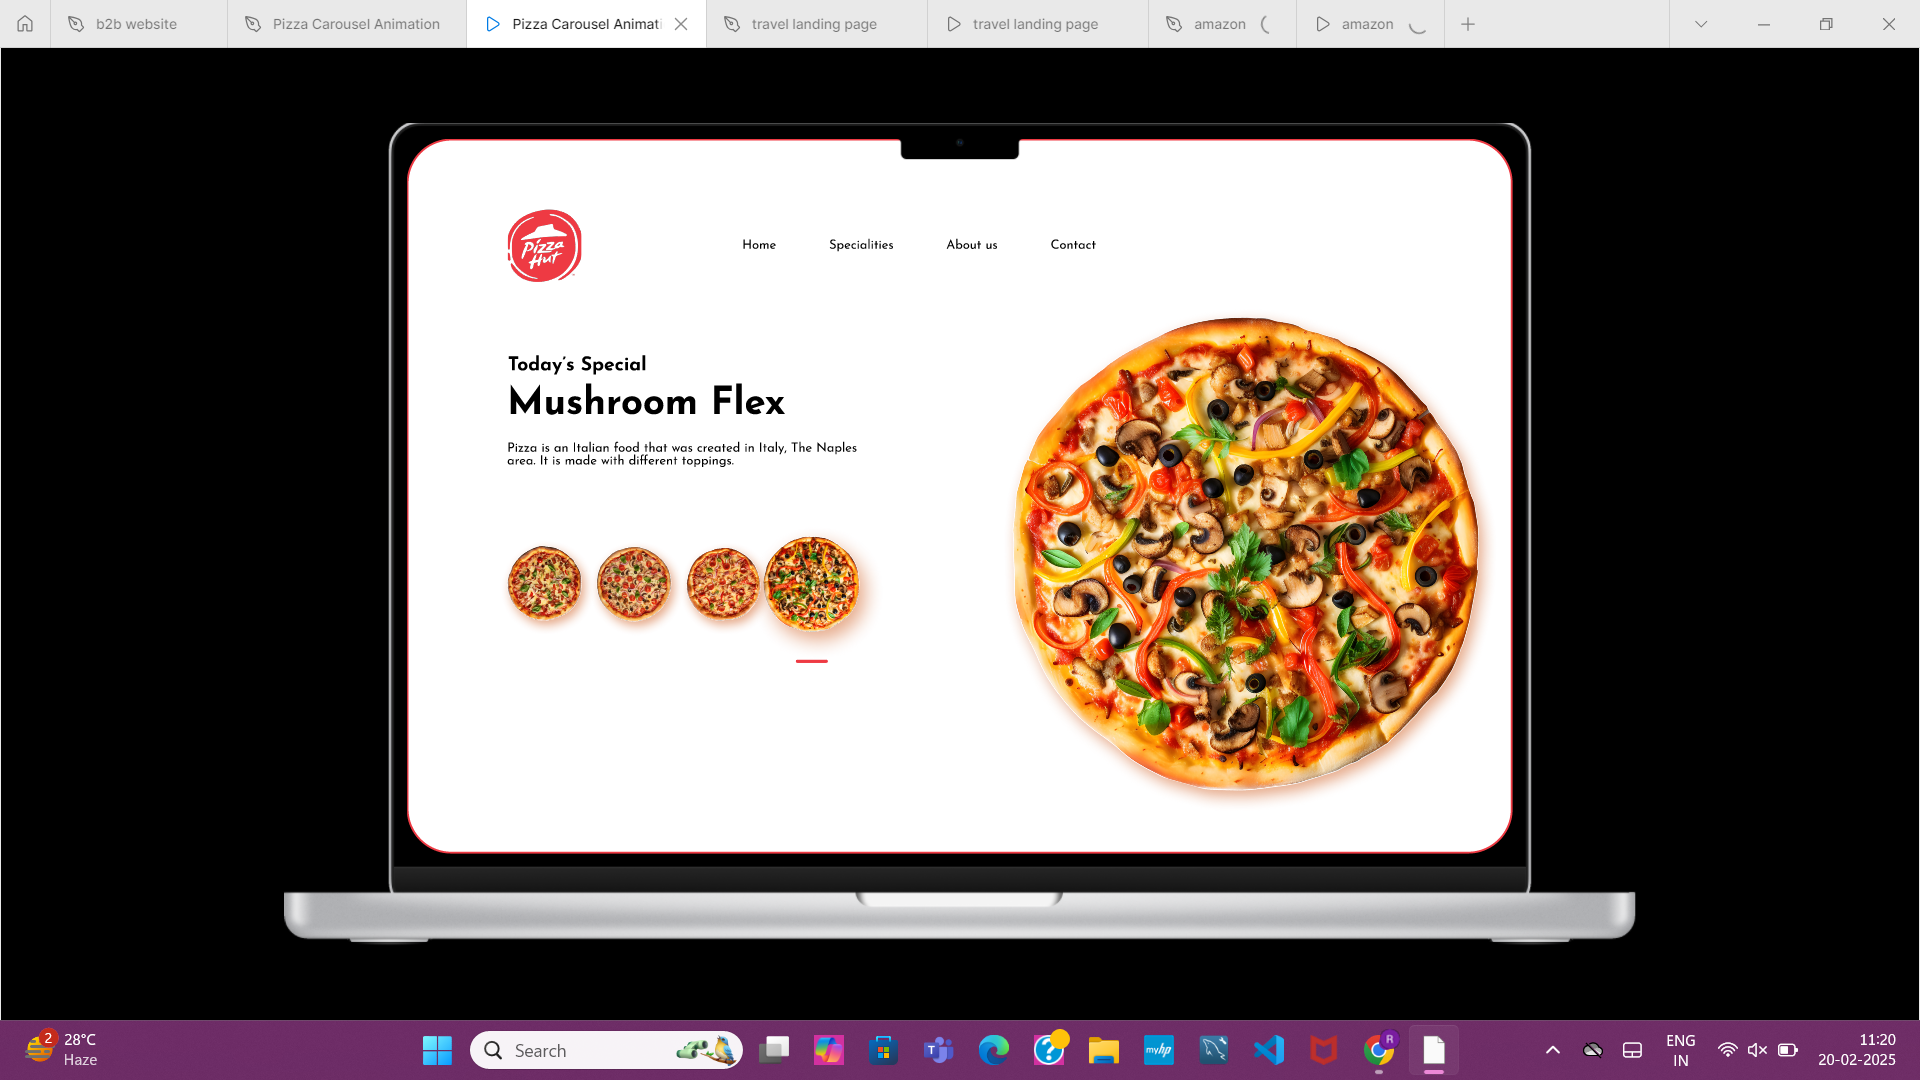 b2b website
Pizza Carousel Animation
Pizza Carousel Animati
travel landing page
travel landing page
amazon
amazon
Pizza
Hut
Home
Specialities
About us
Contact
Today's Special
Mushroom Flex
Pizza is an Italian food that was created in Italy, The Naples
area. It is made with different toppings.
2
28°C
Haze
Search
T
myhp
R
ENG
IN
11:20
20-02-2025